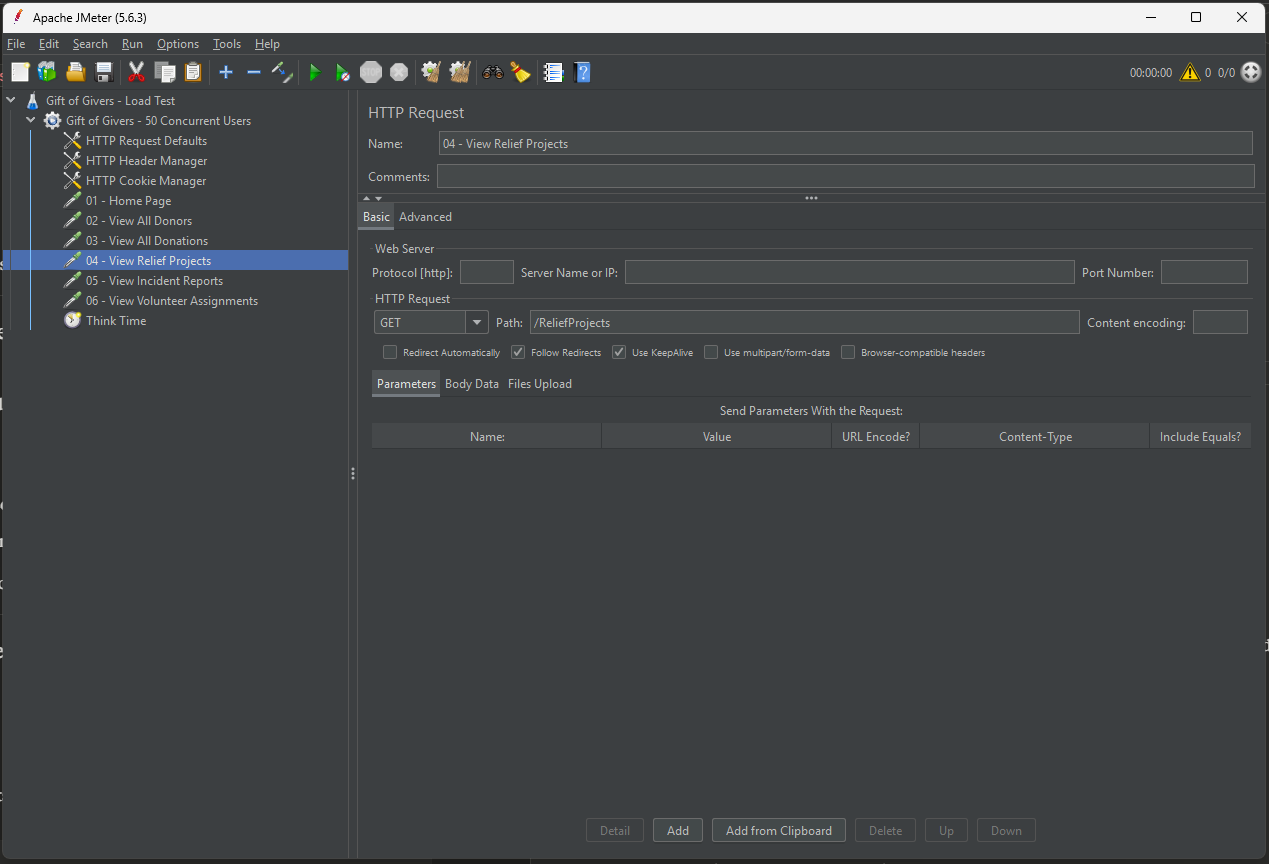 Apache JMeter (5.6.3)
File Edit Search Run Options Tools Help
STOP
00:00:00 0 0/0
Gift of Givers - Load Test
Gift of Givers - 50 Concurrent Users
HTTP Request Defaults
HTTP Header Manager
HTTP Cookie Manager
01 - Home Page
02 - View All Donors
03 - View All Donations
04 - View Relief Projects
05 - View Incident Reports
06 - View Volunteer Assignments
Think Time
HTTP Request
Name: 04 - View Relief Projects
Comments:
Basic Advanced
Web Server
Protocol [http]: Server Name or IP: Port Number:
HTTP Request
GET Path: /ReliefProjects Content encoding:
Redirect Automatically Follow Redirects Use KeepAlive Use multipart/form-data Browser-compatible headers
Parameters Body Data Files Upload
Send Parameters With the Request:
Name: Value URL Encode? Content-Type Include Equals?
Detail Add Add from Clipboard Delete Up Down